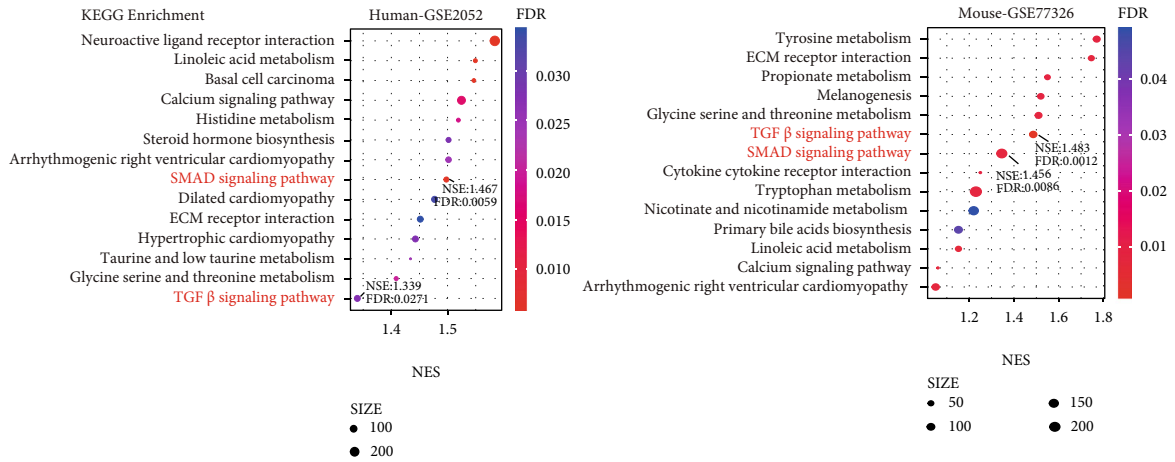 KEGG Enrichment
Human-GSE2052
FDR
Neuroactive ligand receptor interaction
Linoleic acid metabolism
Basal cell carcinoma
Calcium signaling pathway
Histidine metabolism
Steroid hormone biosynthesis
Arrhythmogenic right ventricular cardiomyopathy
SMAD signaling pathway
Dilated cardiomyopathy
ECM receptor interaction
Hypertrophic cardiomyopathy
Taurine and low taurine metabolism
Glycine serine and threonine metabolism
TGF β signaling pathway
NSE:1.467
FDR:0.0059
NSE:1.339
FDR:0.0271
0.030
0.025
0.020
0.015
0.010
1.4 1.5
NES
SIZE
100
200
Mouse-GSE77326
FDR
Tyrosine metabolism
ECM receptor interaction
Propionate metabolism
Melanogenesis
Glycine serine and threonine metabolism
TGF β signaling pathway
SMAD signaling pathway
Cytokine cytokine receptor interaction
Tryptophan metabolism
Nicotinate and nicotinamide metabolism
Primary bile acids biosynthesis
Linoleic acid metabolism
Calcium signaling pathway
Arrhythmogenic right ventricular cardiomyopathy
NSE:1.483
FDR:0.0012
NSE:1.456
FDR:0.0086
0.04
0.03
0.02
0.01
1.2 1.4 1.6 1.8
NES
SIZE
50 150
100 200